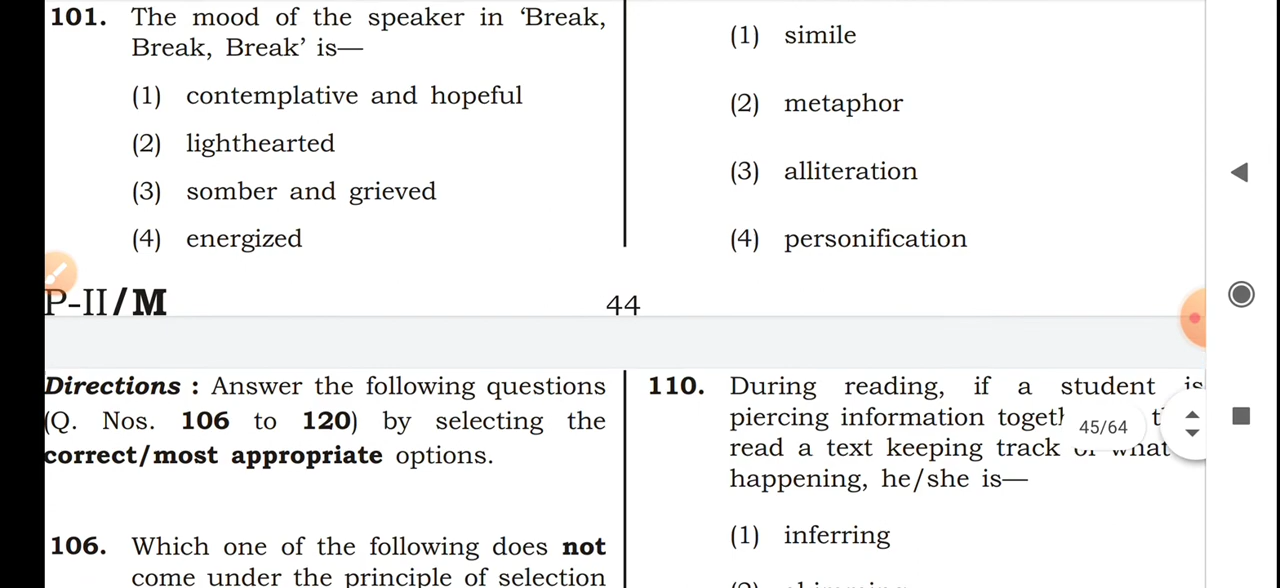 101. The mood of the speaker in ‘Break,
Break, Break’ is—
(1) contemplative and hopeful
(2) lighthearted
(3) somber and grieved
(4) energized
(1) simile
(2) metaphor
(3) alliteration
(4) personification
P-II/M
44
Directions : Answer the following questions
(Q. Nos. 106 to 120) by selecting the
correct/most appropriate options.
106. Which one of the following does not
come under the principle of selection
110. During reading, if a student is
piercing information
read a text keeping track
happening, he/she is—
(1) inferring
45/64